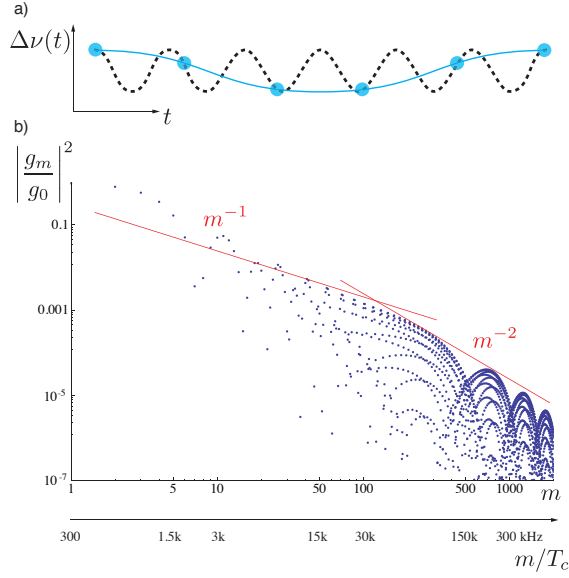 a)
Δν(t)
t
b)
|g_m/g_0|^2
0.1
m^{-1}
0.001
m^{-2}
10^{-5}
10^{-7}
1 5 10 50 100 500 1000 m
300 1.5k 3k 15k 30k 150k 300 kHz
m/T_c